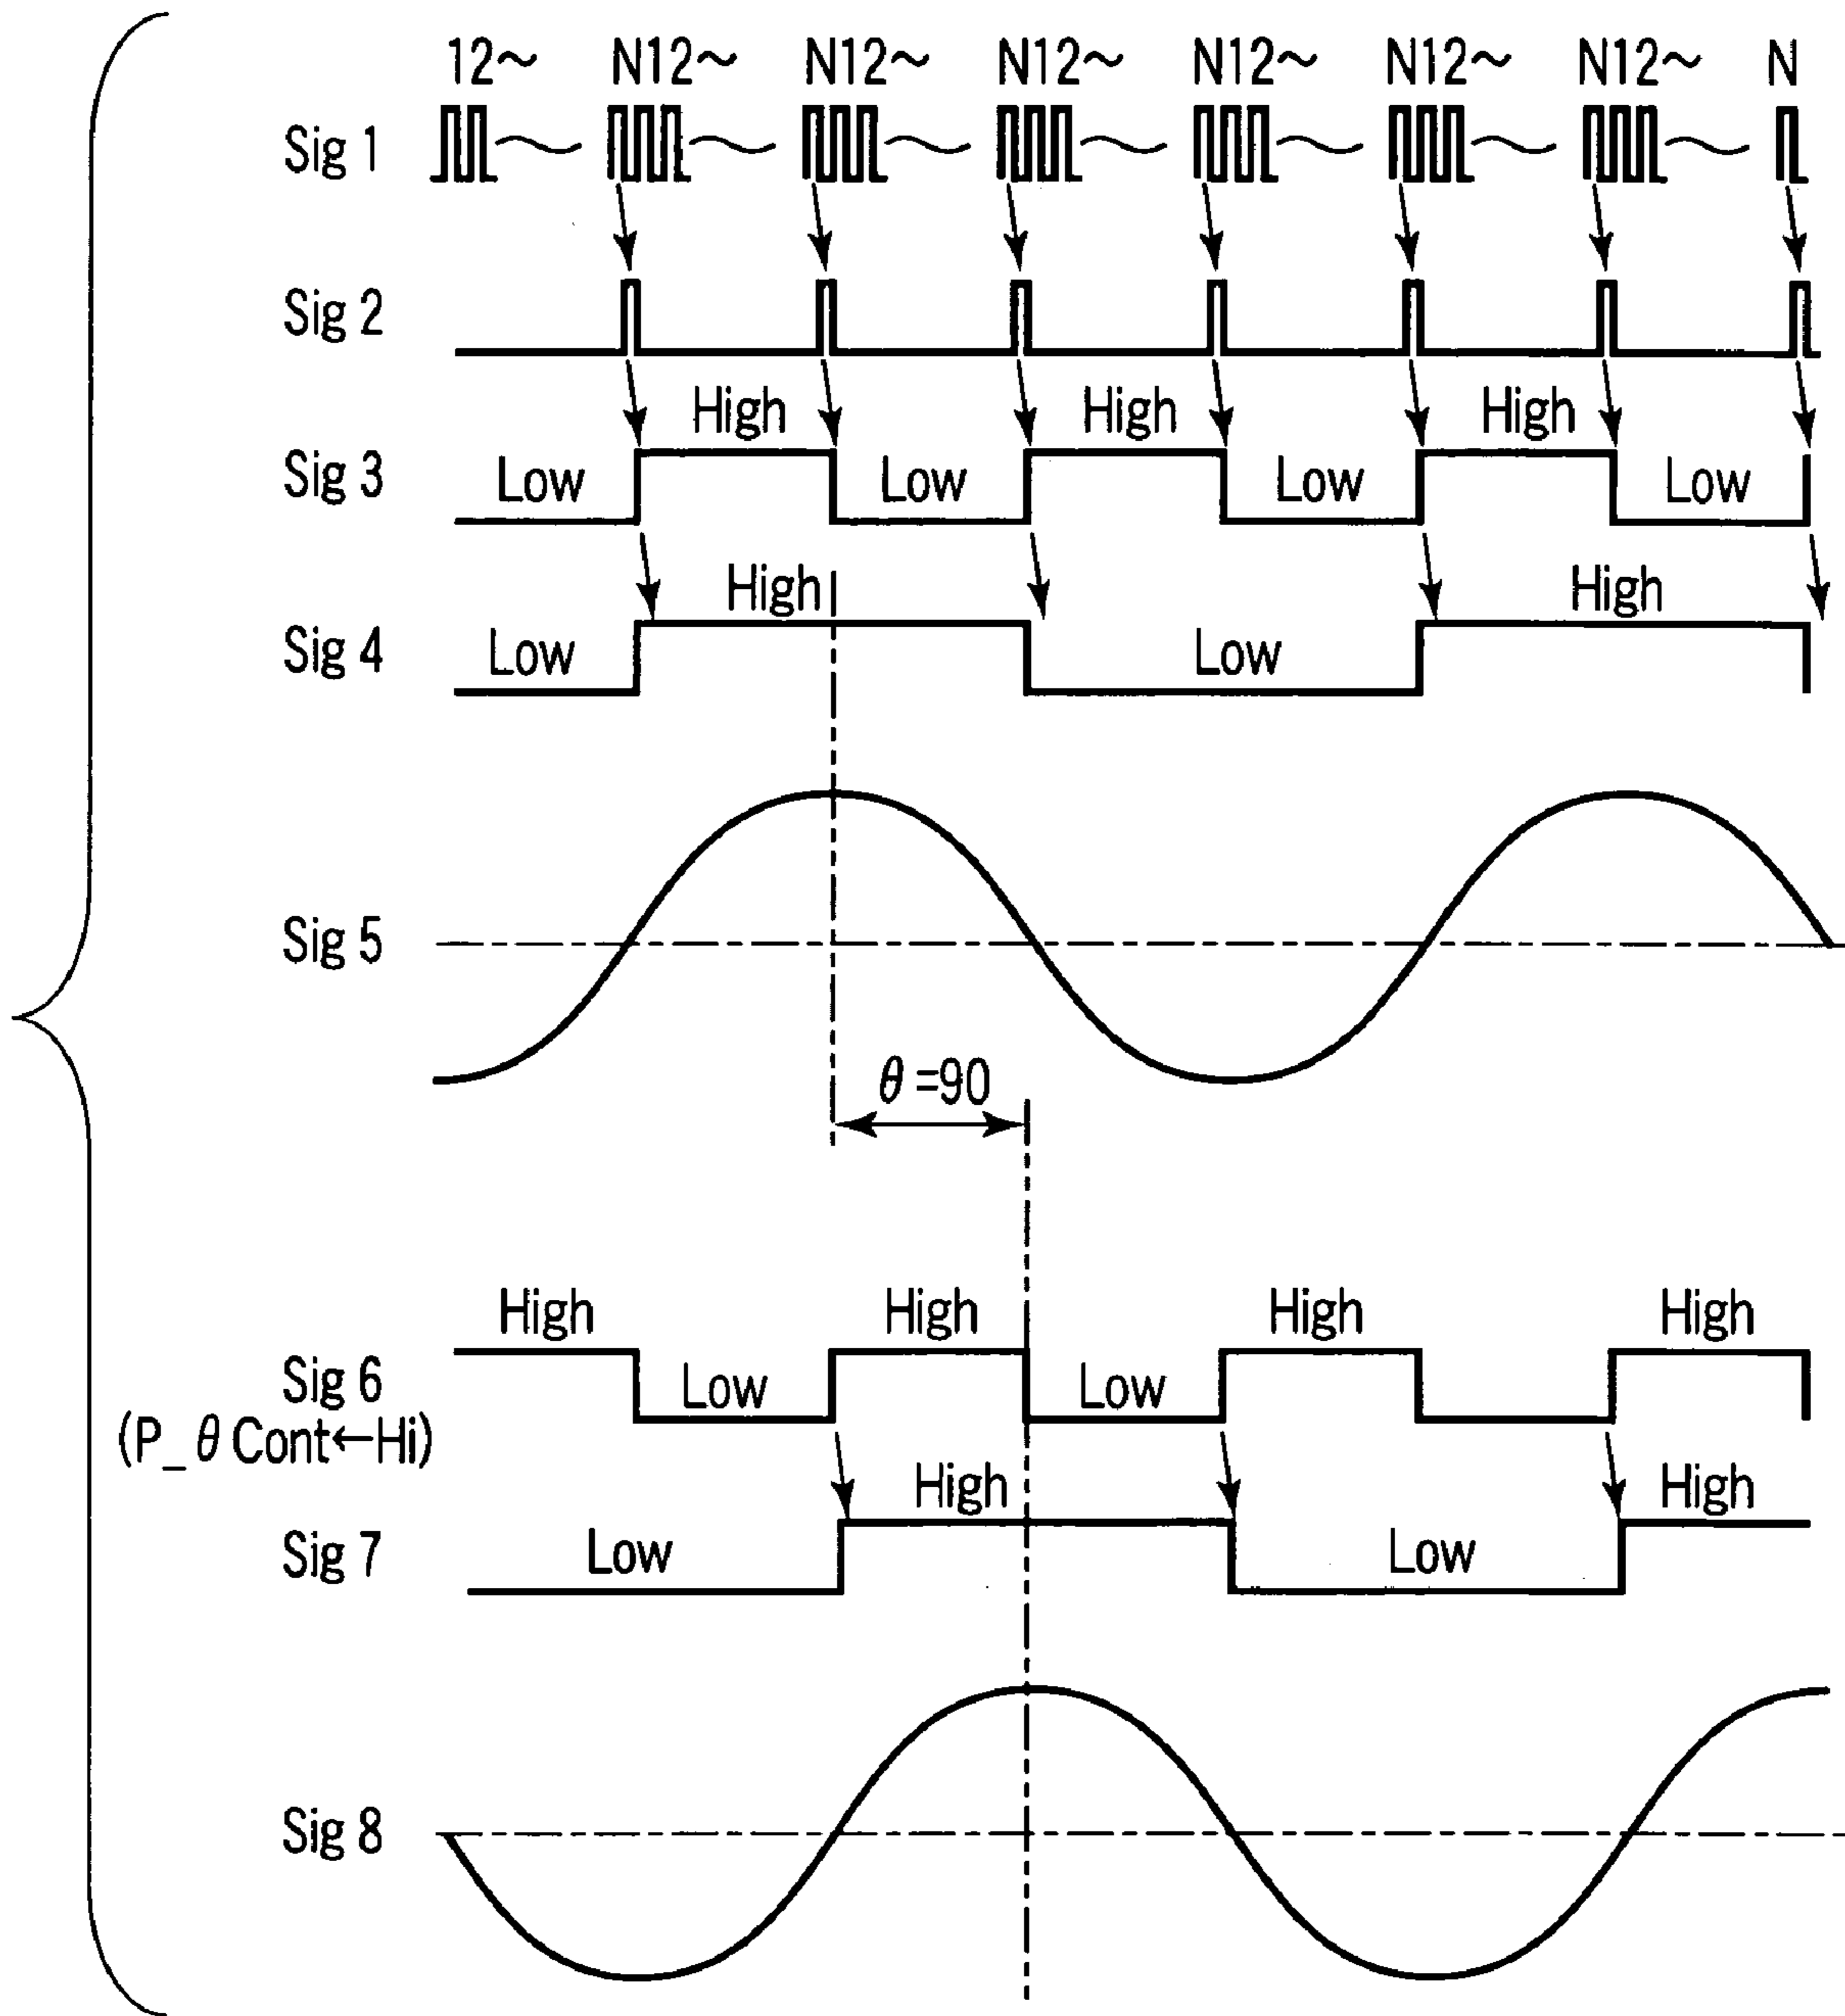 12~ N12~ N12~ N12~ N12~ N12~ N12~ N
Sig 1
Sig 2
High High High
Sig 3 Low Low Low Low
High High
Sig 4 Low Low
Sig 5
θ=90
High High High High
Sig 6 Low Low
(P_θ Cont←Hi)
High High
Sig 7 Low Low
Sig 8